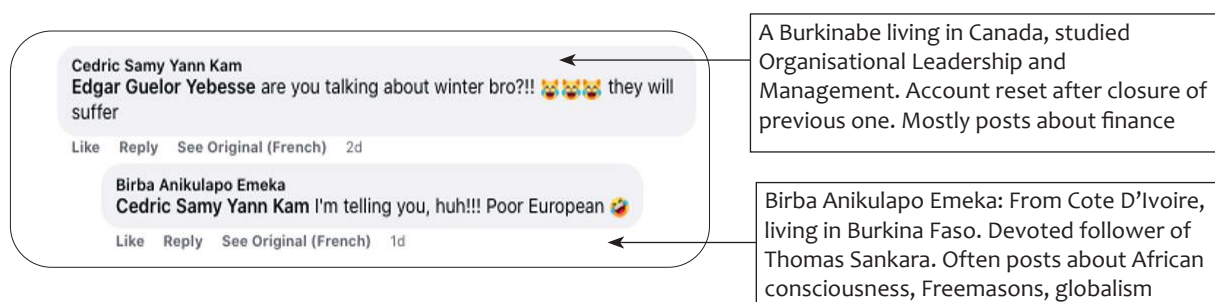 Cedric Samy Yann Kam
Edgar Guelor Yebesse are you talking about winter bro?!! 😹😹😹 they will
suffer
Like Reply See Original (French) 2d
Birba Anikulapo Emeka
Cedric Samy Yann Kam I'm telling you, huh!!! Poor European 🤣
Like Reply See Original (French) 1d
A Burkinabe living in Canada, studied
Organisational Leadership and
Management. Account reset after closure of
previous one. Mostly posts about finance
Birba Anikulapo Emeka: From Cote D’Ivoire,
living in Burkina Faso. Devoted follower of
Thomas Sankara. Often posts about African
consciousness, Freemasons, globalism